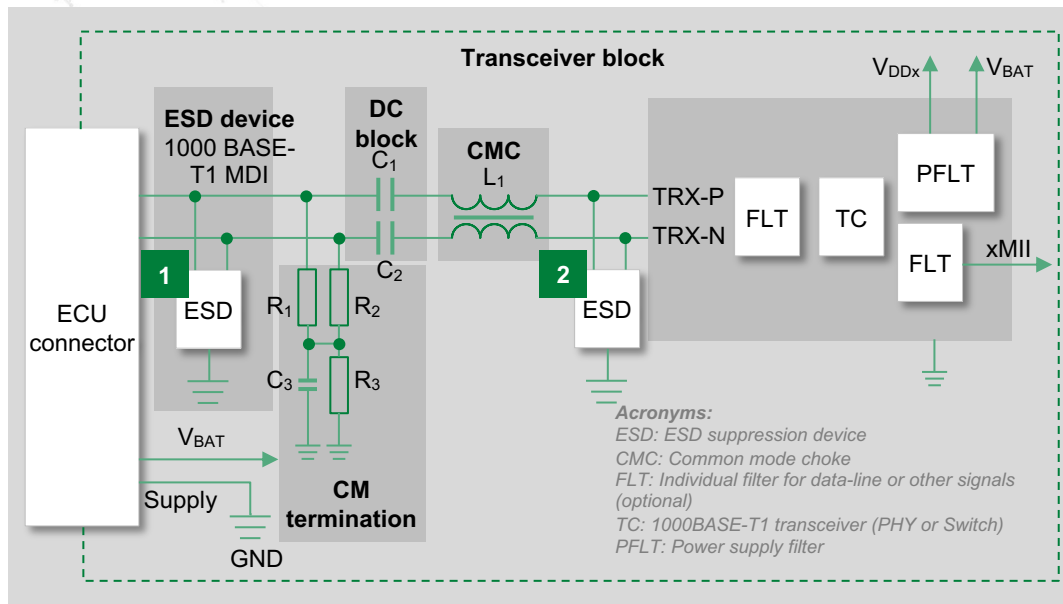 Transceiver block
ESD device
1000 BASE-
T1 MDI
DC
block
C1
C2
CMC
L1
VDDx
VBAT
TRX-P
TRX-N
FLT
TC
PFLT
FLT
xMII
1
2
ECU
connector
ESD
ESD
R1
R2
C3
R3
VBAT
Supply
GND
CM
termination
Acronyms:
ESD: ESD suppression device
CMC: Common mode choke
FLT: Individual filter for data-line or other signals
(optional)
TC: 1000BASE-T1 transceiver (PHY or Switch)
PFLT: Power supply filter